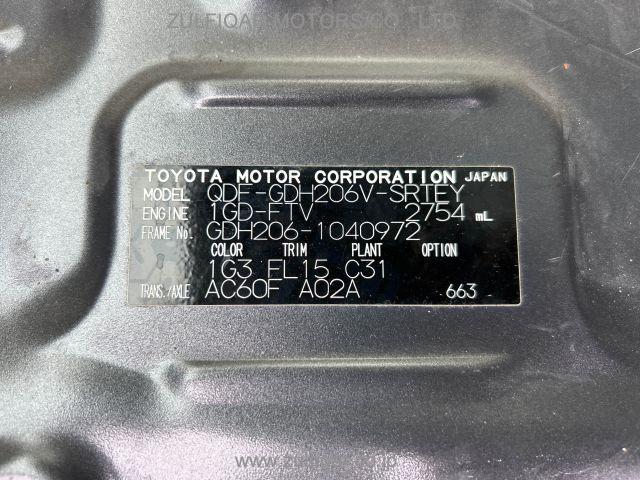 ZULFIQAR MOTORS CO., LTD.
TOYOTA MOTOR CORPORATION JAPAN
MODEL QDF-GDH206V-SRTEY
ENGINE 1GD-FTV 2754 mL
FRAME No. GDH206-1040972
COLOR TRIM PLANT OPTION
1G3 FL15 C31
TRANS./AXLE AC60F A02A 663